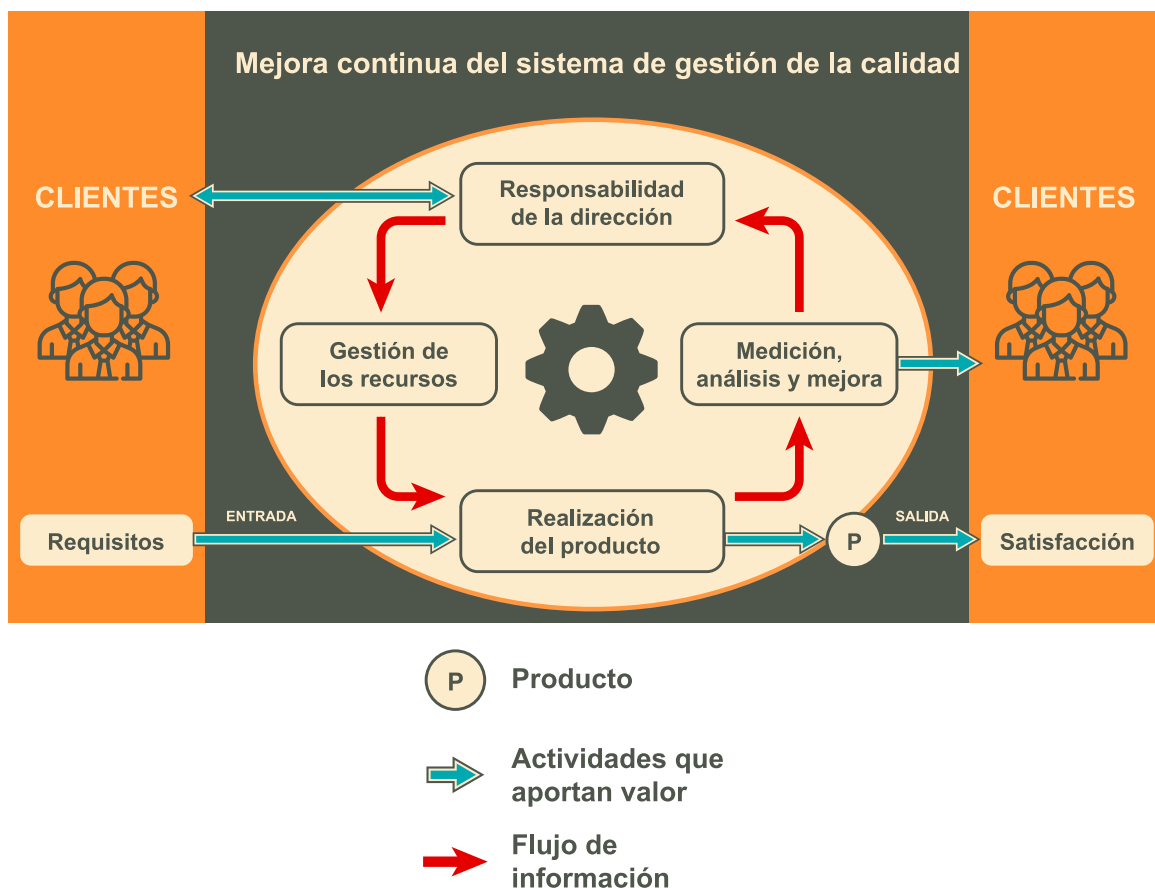 Mejora continua del sistema de gestión de la calidad
CLIENTES
Responsabilidad
de la dirección
CLIENTES
Gestión de
los recursos
Medición,
análisis y mejora
Requisitos
ENTRADA
Realización
del producto
P
SALIDA
Satisfacción
P
Producto
Actividades que
aportan valor
Flujo de
información